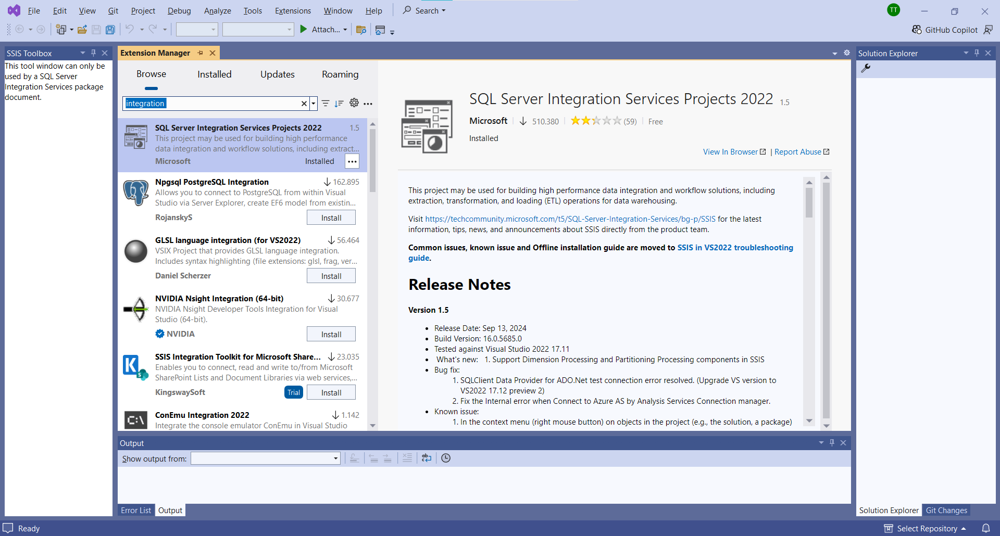 File Edit View Git Project Debug Analyze Tools Extensions Window Help Search
TT
Attach...
GitHub Copilot
SSIS Toolbox
This tool window can only be
used by a SQL Server
Integration Services package
document.
Extension Manager
Browse Installed Updates Roaming
integration
SQL Server Integration Services Projects 2022 1.5
This project may be used for building high performance
data integration and workflow solutions, including extract...
Microsoft Installed
Npgsql PostgreSQL Integration 162.895
Allows you to connect to PostgreSQL from within Visual
Studio via Server Explorer, create EF6 model from existin...
RojanskyS Install
GLSL language integration (for VS2022) 56.464
VSIX Project that provides GLSL language integration.
Includes syntax highlighting (file extensions: glsl, frag, ver...
Daniel Scherzer Install
NVIDIA Nsight Integration (64-bit) 30.677
NVIDIA Nsight Developer Tools Integration for Visual
Studio (64-bit).
NVIDIA Install
K
S
SSIS Integration Toolkit for Microsoft Share... 23.035
Enables you to connect, read and write to/from Microsoft
SharePoint Lists and Document Libraries via web services,...
KingswaySoft Trial Install
C:\
ConEmu Integration 2022 1.142
Integrate the console emulator ConEmu in Visual Studio
SQL Server Integration Services Projects 2022 1.5
Microsoft 510.380 (59) Free
Installed
View In Browser | Report Abuse
This project may be used for building high performance data integration and workflow solutions, including
extraction, transformation, and loading (ETL) operations for data warehousing.
Visit https://techcommunity.microsoft.com/t5/SQL-Server-Integration-Services/bg-p/SSIS for the latest
information, tips, news, and announcements about SSIS directly from the product team.
Common issues, known issue and Offline installation guide are moved to SSIS in VS2022 troubleshooting
guide.
Release Notes
Version 1.5
• Release Date: Sep 13, 2024
• Build Version: 16.0.5685.0
• Tested against Visual Studio 2022 17.11
• What's new: 1. Support Dimension Processing and Partitioning Processing components in SSIS
• Bug fix:
1. SQLClient Data Provider for ADO.Net test connection error resolved. (Upgrade VS version to
VS2022 17.12 preview 2)
2. Fix the Internal error when Connect to Azure AS by Analysis Services Connection manager.
• Known issue:
1. In the context menu (right mouse button) on objects in the project (e.g., the solution, a package)
Output
Show output from:
Error List Output
Solution Explorer
Solution Explorer Git Changes
Ready
Select Repository